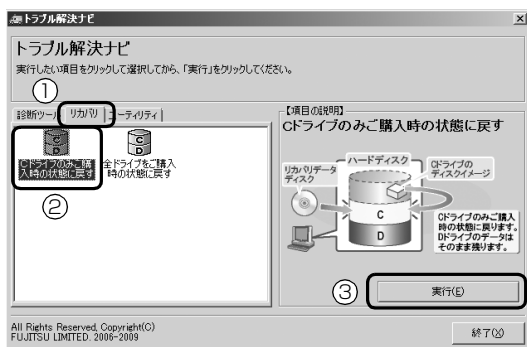 トラブル解決ナビ
トラブル解決ナビ
実行したい項目をクリックして選択してから、「実行」をクリックしてください。
①
診断ツール
リカバリ
ユーティリティ
Cドライブのみご購
入時の状態に戻す
全ドライブをご購入
時の状態に戻す
②
【項目の説明】
Cドライブのみご購入時の状態に戻す
リカバリデータ
ディスク
ハードディスク
Cドライブの
ディスクイメージ
C
D
Cドライブのみご購入
時の状態に戻ります。
Dドライブのデータは
そのまま残ります。
③
実行(E)
All Rights Reserved, Copyright(C)
FUJITSU LIMITED. 2006-2009
終了(X)